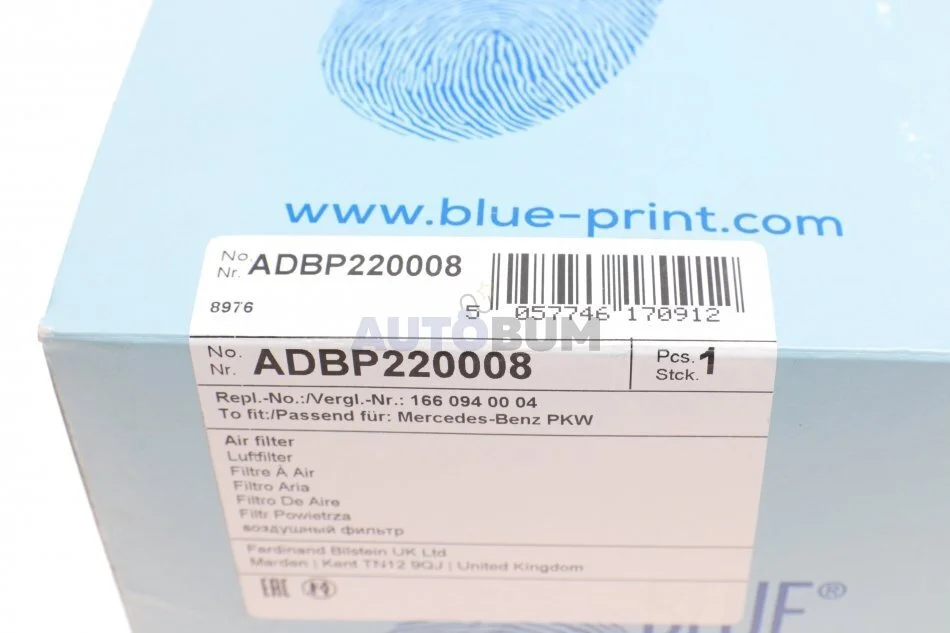 www.blue-print.com
No. ADBP220008
Nr.
8976
5 057746 170912
AUTOBUM
No. ADBP220008
Nr.
Pcs. 1
Stck.
Repl.-No.:/Vergl.-Nr.: 166 094 00 04
To fit:/Passend für: Mercedes-Benz PKW
Air filter
Luftfilter
Filtre À Air
Filtro Aria
Filtro De Aire
Filtr Powietrza
воздушный фильтр
Ferdinand Bilstein UK Ltd
Marden | Kent TN12 9QJ | United Kingdom
EAC
BLUE®